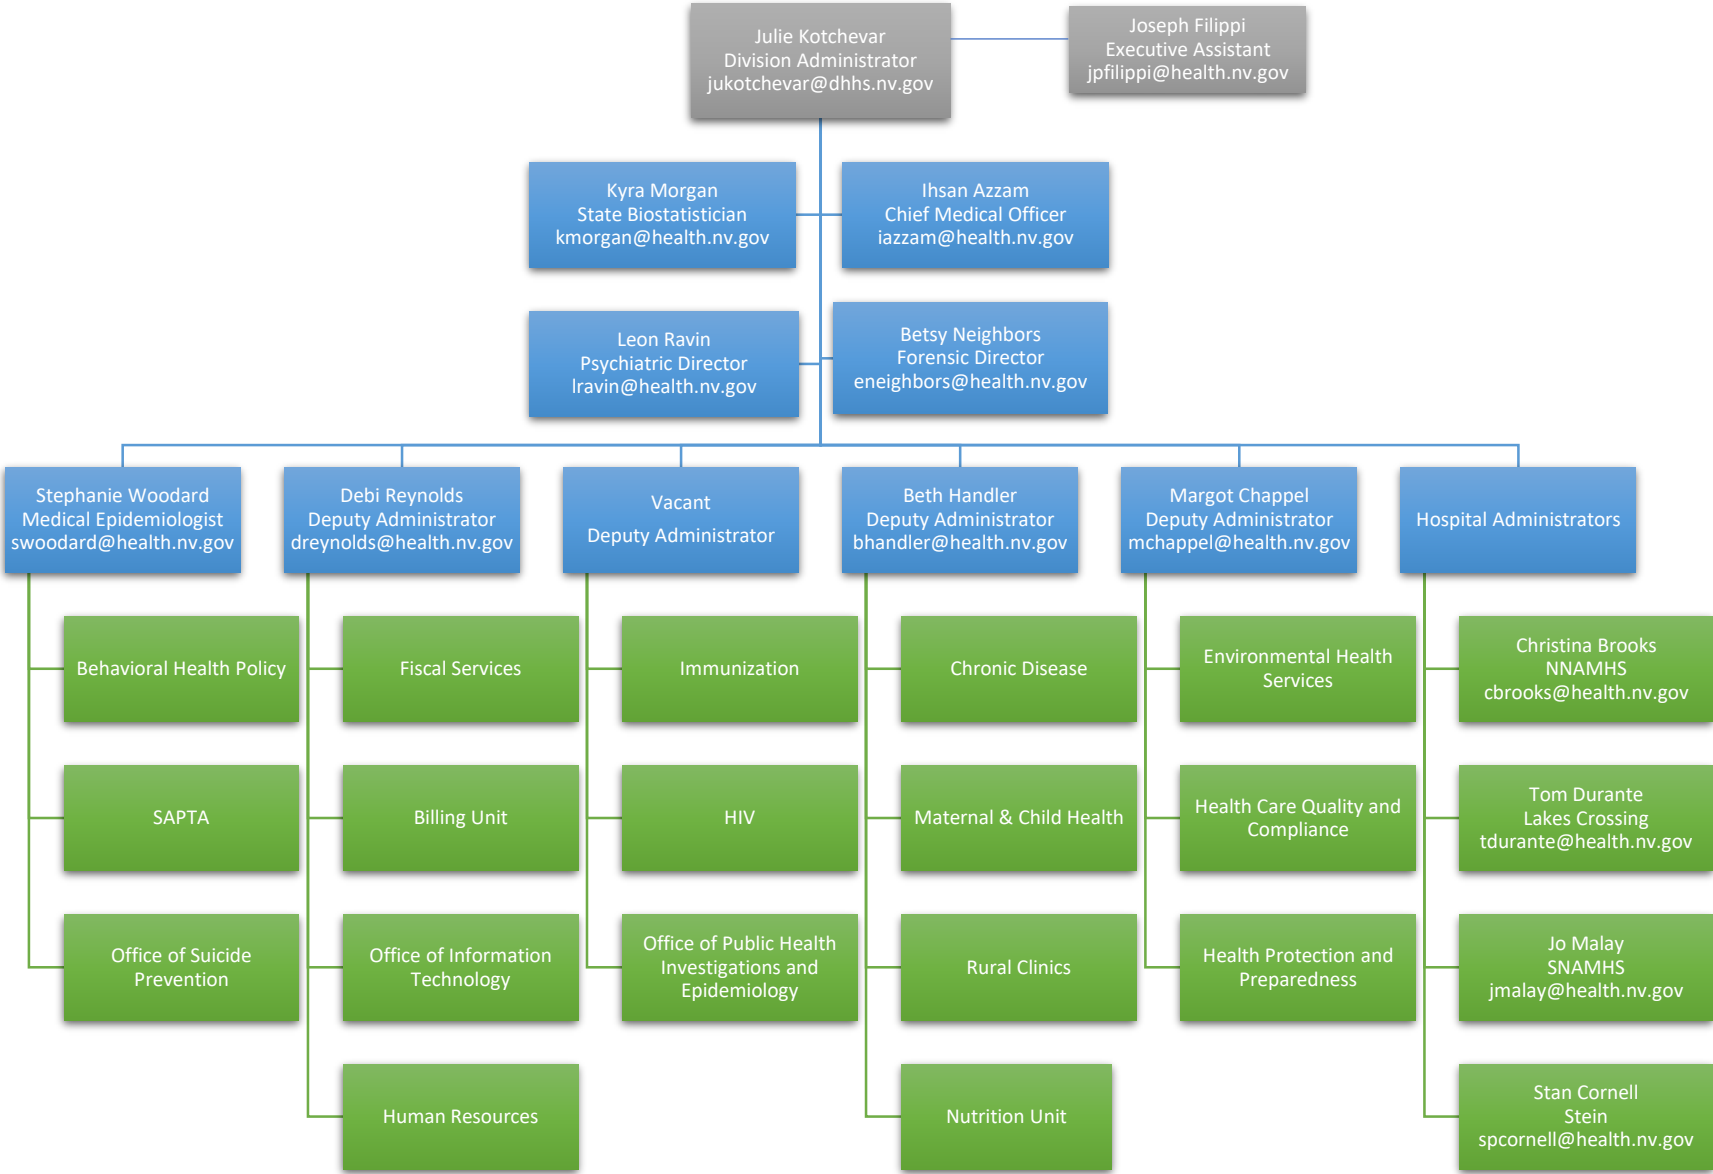 Julie Kotchevar
Division Administrator
jukotchevar@dhhs.nv.gov
Joseph Filippi
Executive Assistant
jpfilippi@health.nv.gov
Kyra Morgan
State Biostatistician
kmorgan@health.nv.gov
Ihsan Azzam
Chief Medical Officer
iazzam@health.nv.gov
Leon Ravin
Psychiatric Director
lravin@health.nv.gov
Betsy Neighbors
Forensic Director
eneighbors@health.nv.gov
Stephanie Woodard
Medical Epidemiologist
swoodard@health.nv.gov
Debi Reynolds
Deputy Administrator
dreynolds@health.nv.gov
Vacant
Deputy Administrator
Beth Handler
Deputy Administrator
bhandler@health.nv.gov
Margot Chappel
Deputy Administrator
mchappel@health.nv.gov
Hospital Administrators
Behavioral Health Policy
Fiscal Services
Immunization
Chronic Disease
Environmental Health
Services
Christina Brooks
NNAMHS
cbrooks@health.nv.gov
SAPTA
Billing Unit
HIV
Maternal & Child Health
Health Care Quality and
Compliance
Tom Durante
Lakes Crossing
tdurante@health.nv.gov
Office of Suicide
Prevention
Office of Information
Technology
Office of Public Health
Investigations and
Epidemiology
Rural Clinics
Health Protection and
Preparedness
Jo Malay
SNAMHS
jmalay@health.nv.gov
Human Resources
Nutrition Unit
Stan Cornell
Stein
spcornell@health.nv.gov